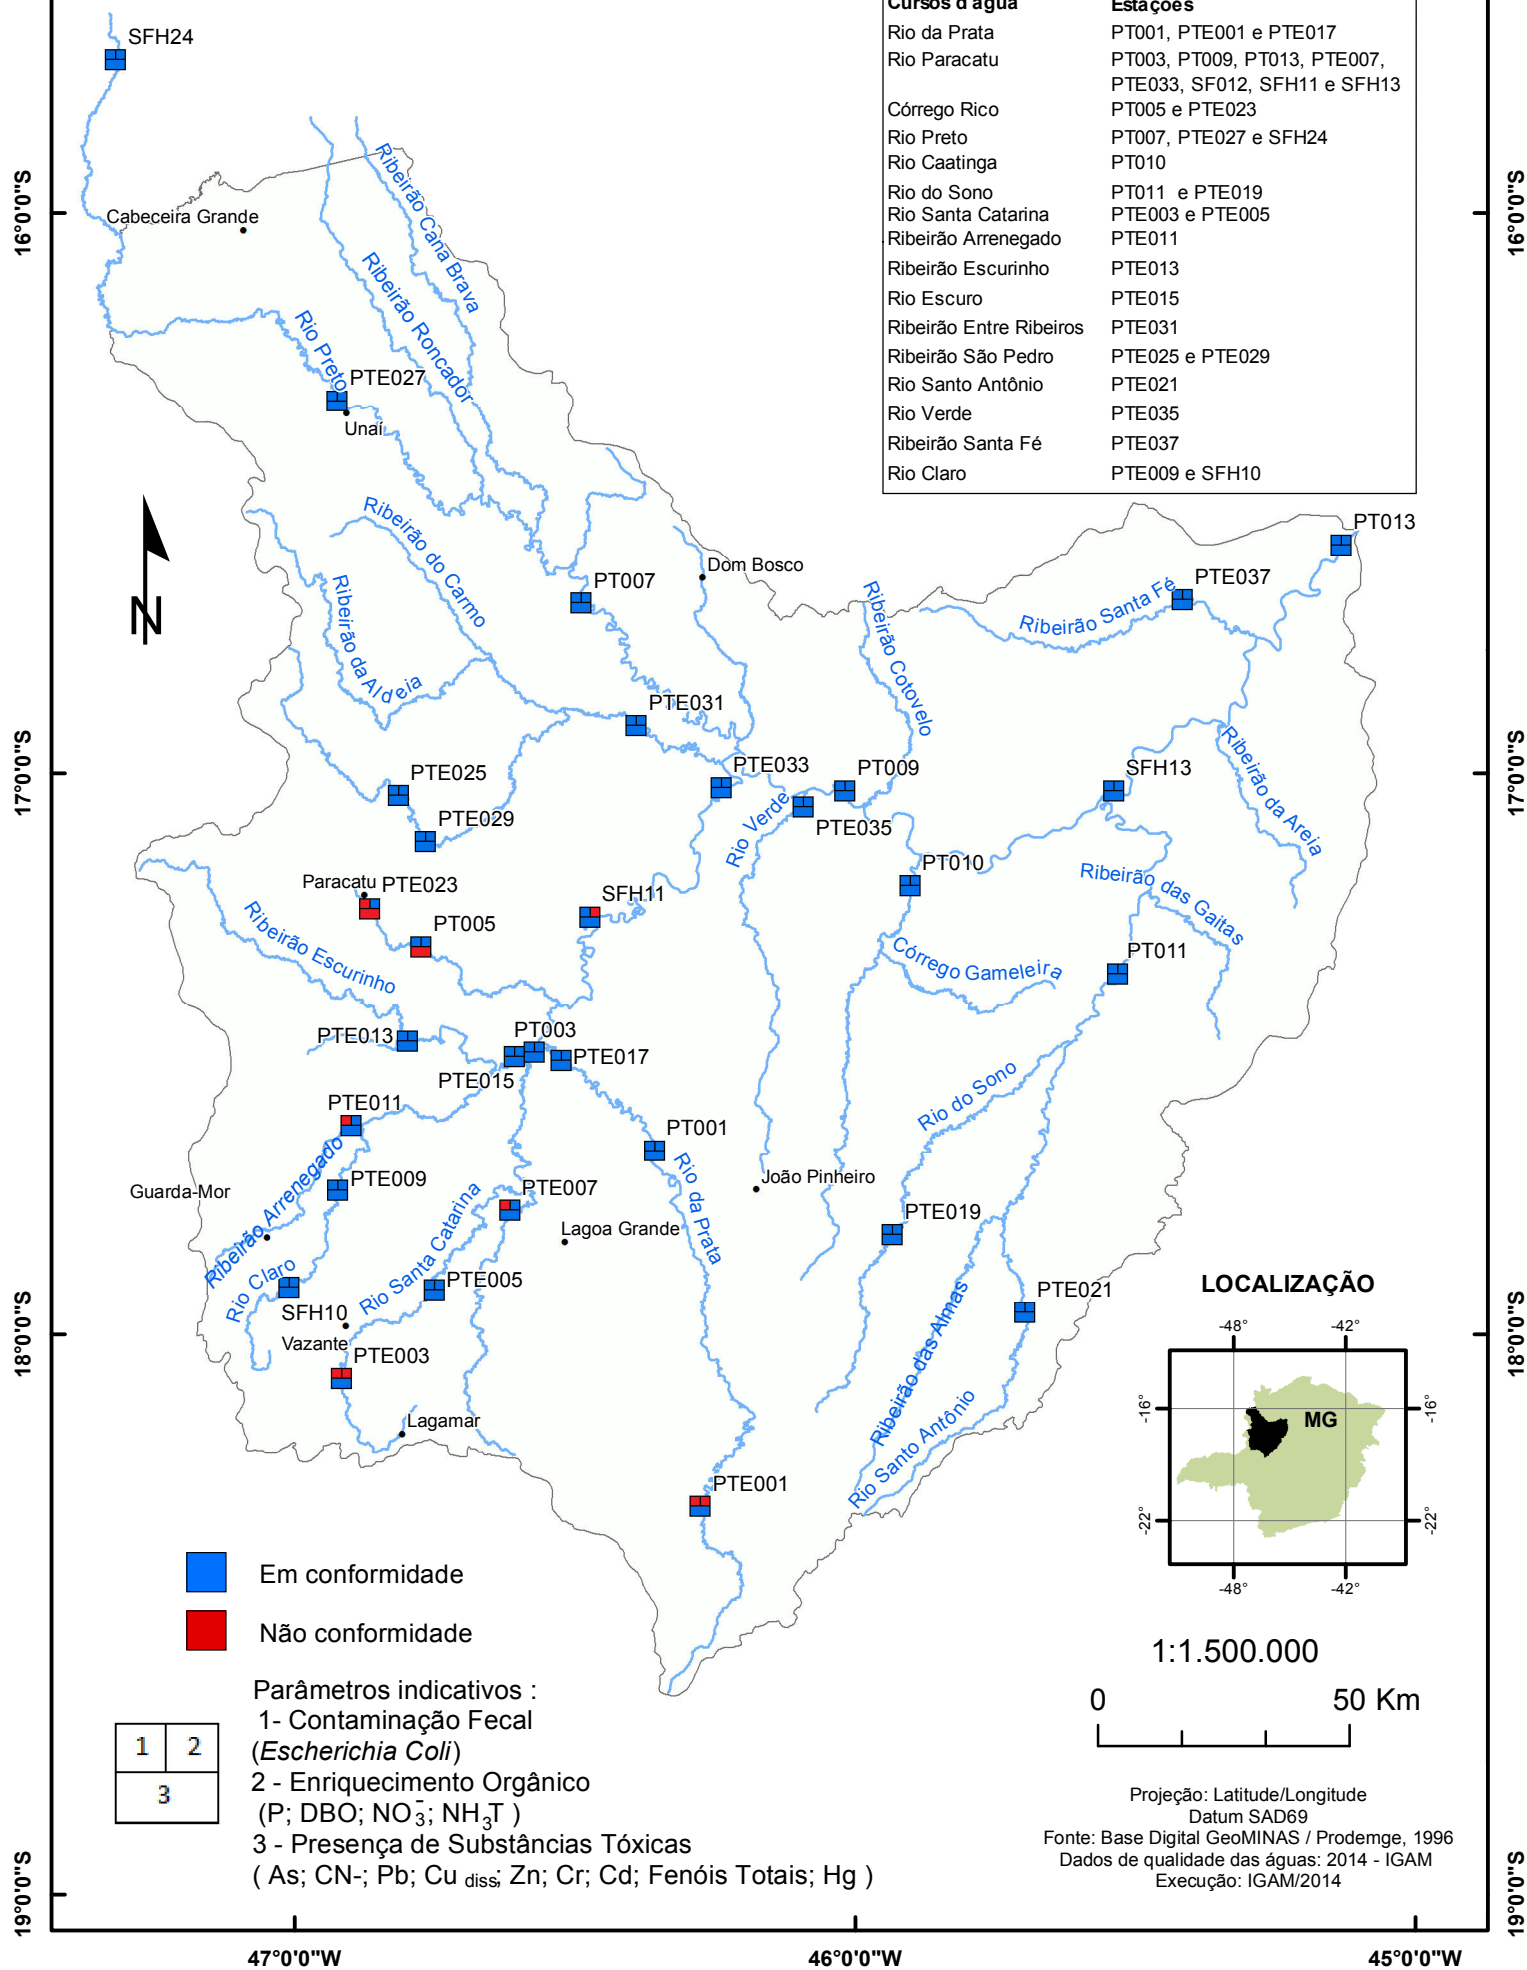 Cursos d'água Estações
Rio da Prata PT001, PTE001 e PTE017
Rio Paracatu PT003, PT009, PT013, PTE007,
PTE033, SF012, SFH11 e SFH13
Córrego Rico PT005 e PTE023
Rio Preto PT007, PTE027 e SFH24
Rio Caatinga PT010
Rio do Sono PT011 e PTE019
Rio Santa Catarina PTE003 e PTE005
Ribeirão Arrenegado PTE011
Ribeirão Escurinho PTE013
Rio Escuro PTE015
Ribeirão Entre Ribeiros PTE031
Ribeirão São Pedro PTE025 e PTE029
Rio Santo Antônio PTE021
Rio Verde PTE035
Ribeirão Santa Fé PTE037
Rio Claro PTE009 e SFH10
SFH24
16°0'0"S
16°0'0"S
Cabeceira Grande
Ribeirão Cana Brava
Ribeirão Roncador
Rio Preto
PTE027
Unaí
Ribeirão do Carmo
PT013
Dom Bosco
PT007
PTE037
Ribeirão Santa Fé
Ribeirão da Aldeia
Ribeirão Cotovelo
PTE031
17°0'0"S
17°0'0"S
PTE025
PTE033
PT009
SFH13
Ribeirão da Areia
PTE029
Rio Verde
PTE035
PT010
Ribeirão das Gaitas
Paracatu
PTE023
SFH11
PT005
Ribeirão Escurinho
Córrego Gameleira
PT011
PTE013
PT003
PTE017
PTE015
Rio do Sono
PTE011
PT001
Ribeirão Arrenegado
PTE009
Guarda-Mor
PTE007
Rio da Prata
João Pinheiro
Lagoa Grande
PTE019
Rio Santa Catarina
Rio Claro
PTE005
SFH10
Vazante
PTE003
PTE021
Ribeirão das Almas
18°0'0"S
18°0'0"S
Lagamar
Rio Santo Antônio
PTE001
LOCALIZAÇÃO
-48° -42°
-16° -16°
MG
-22° -22°
-48° -42°
Em conformidade
Não conformidade
1:1.500.000
0 50 Km
Parâmetros indicativos :
1- Contaminação Fecal
(Escherichia Coli)
2 - Enriquecimento Orgânico
(P; DBO; NO3-; NH3T )
3 - Presença de Substâncias Tóxicas
( As; CN-; Pb; Cu diss; Zn; Cr; Cd; Fenóis Totais; Hg )
1 2
3
Projeção: Latitude/Longitude
Datum SAD69
Fonte: Base Digital GeoMINAS / Prodemge, 1996
Dados de qualidade das águas: 2014 - IGAM
Execução: IGAM/2014
19°0'0"S
19°0'0"S
47°0'0"W 46°0'0"W 45°0'0"W
N